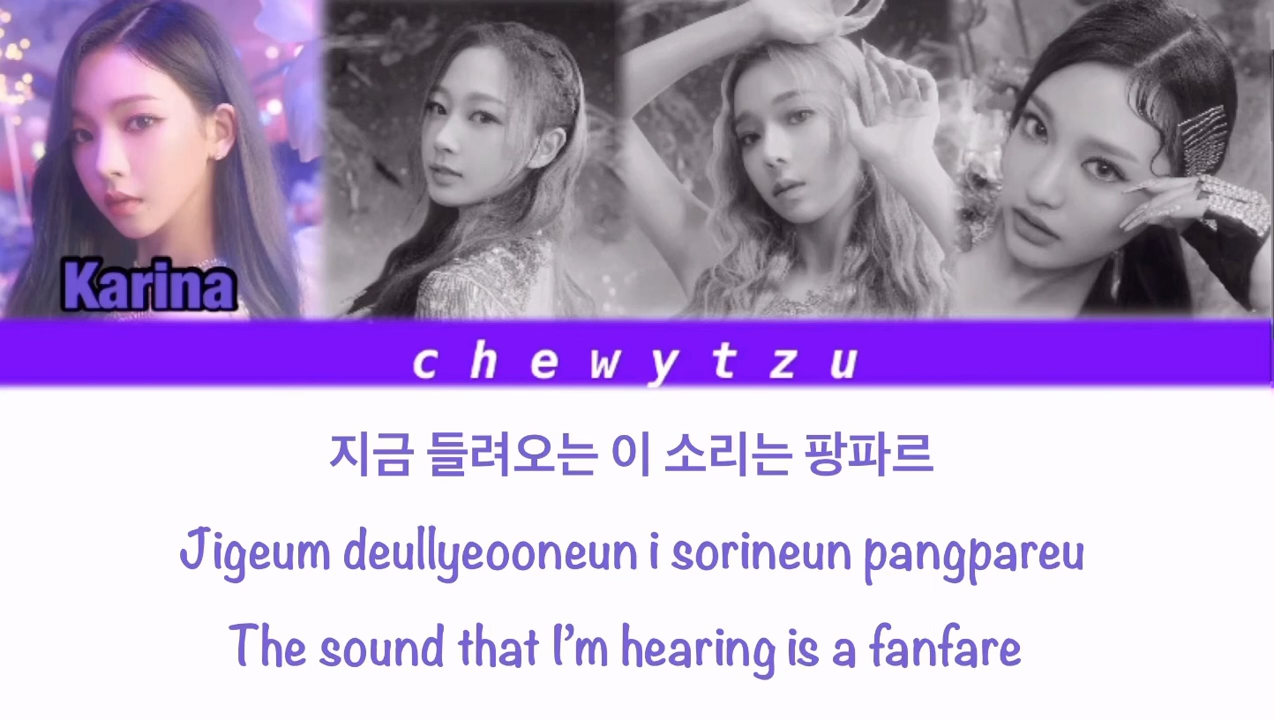 Karina
chewytzu
지금 들려오는 이 소리는 팡파르
Jigeum deullyeooneun i sorineun pangpareu
The sound that I'm hearing is a fanfare